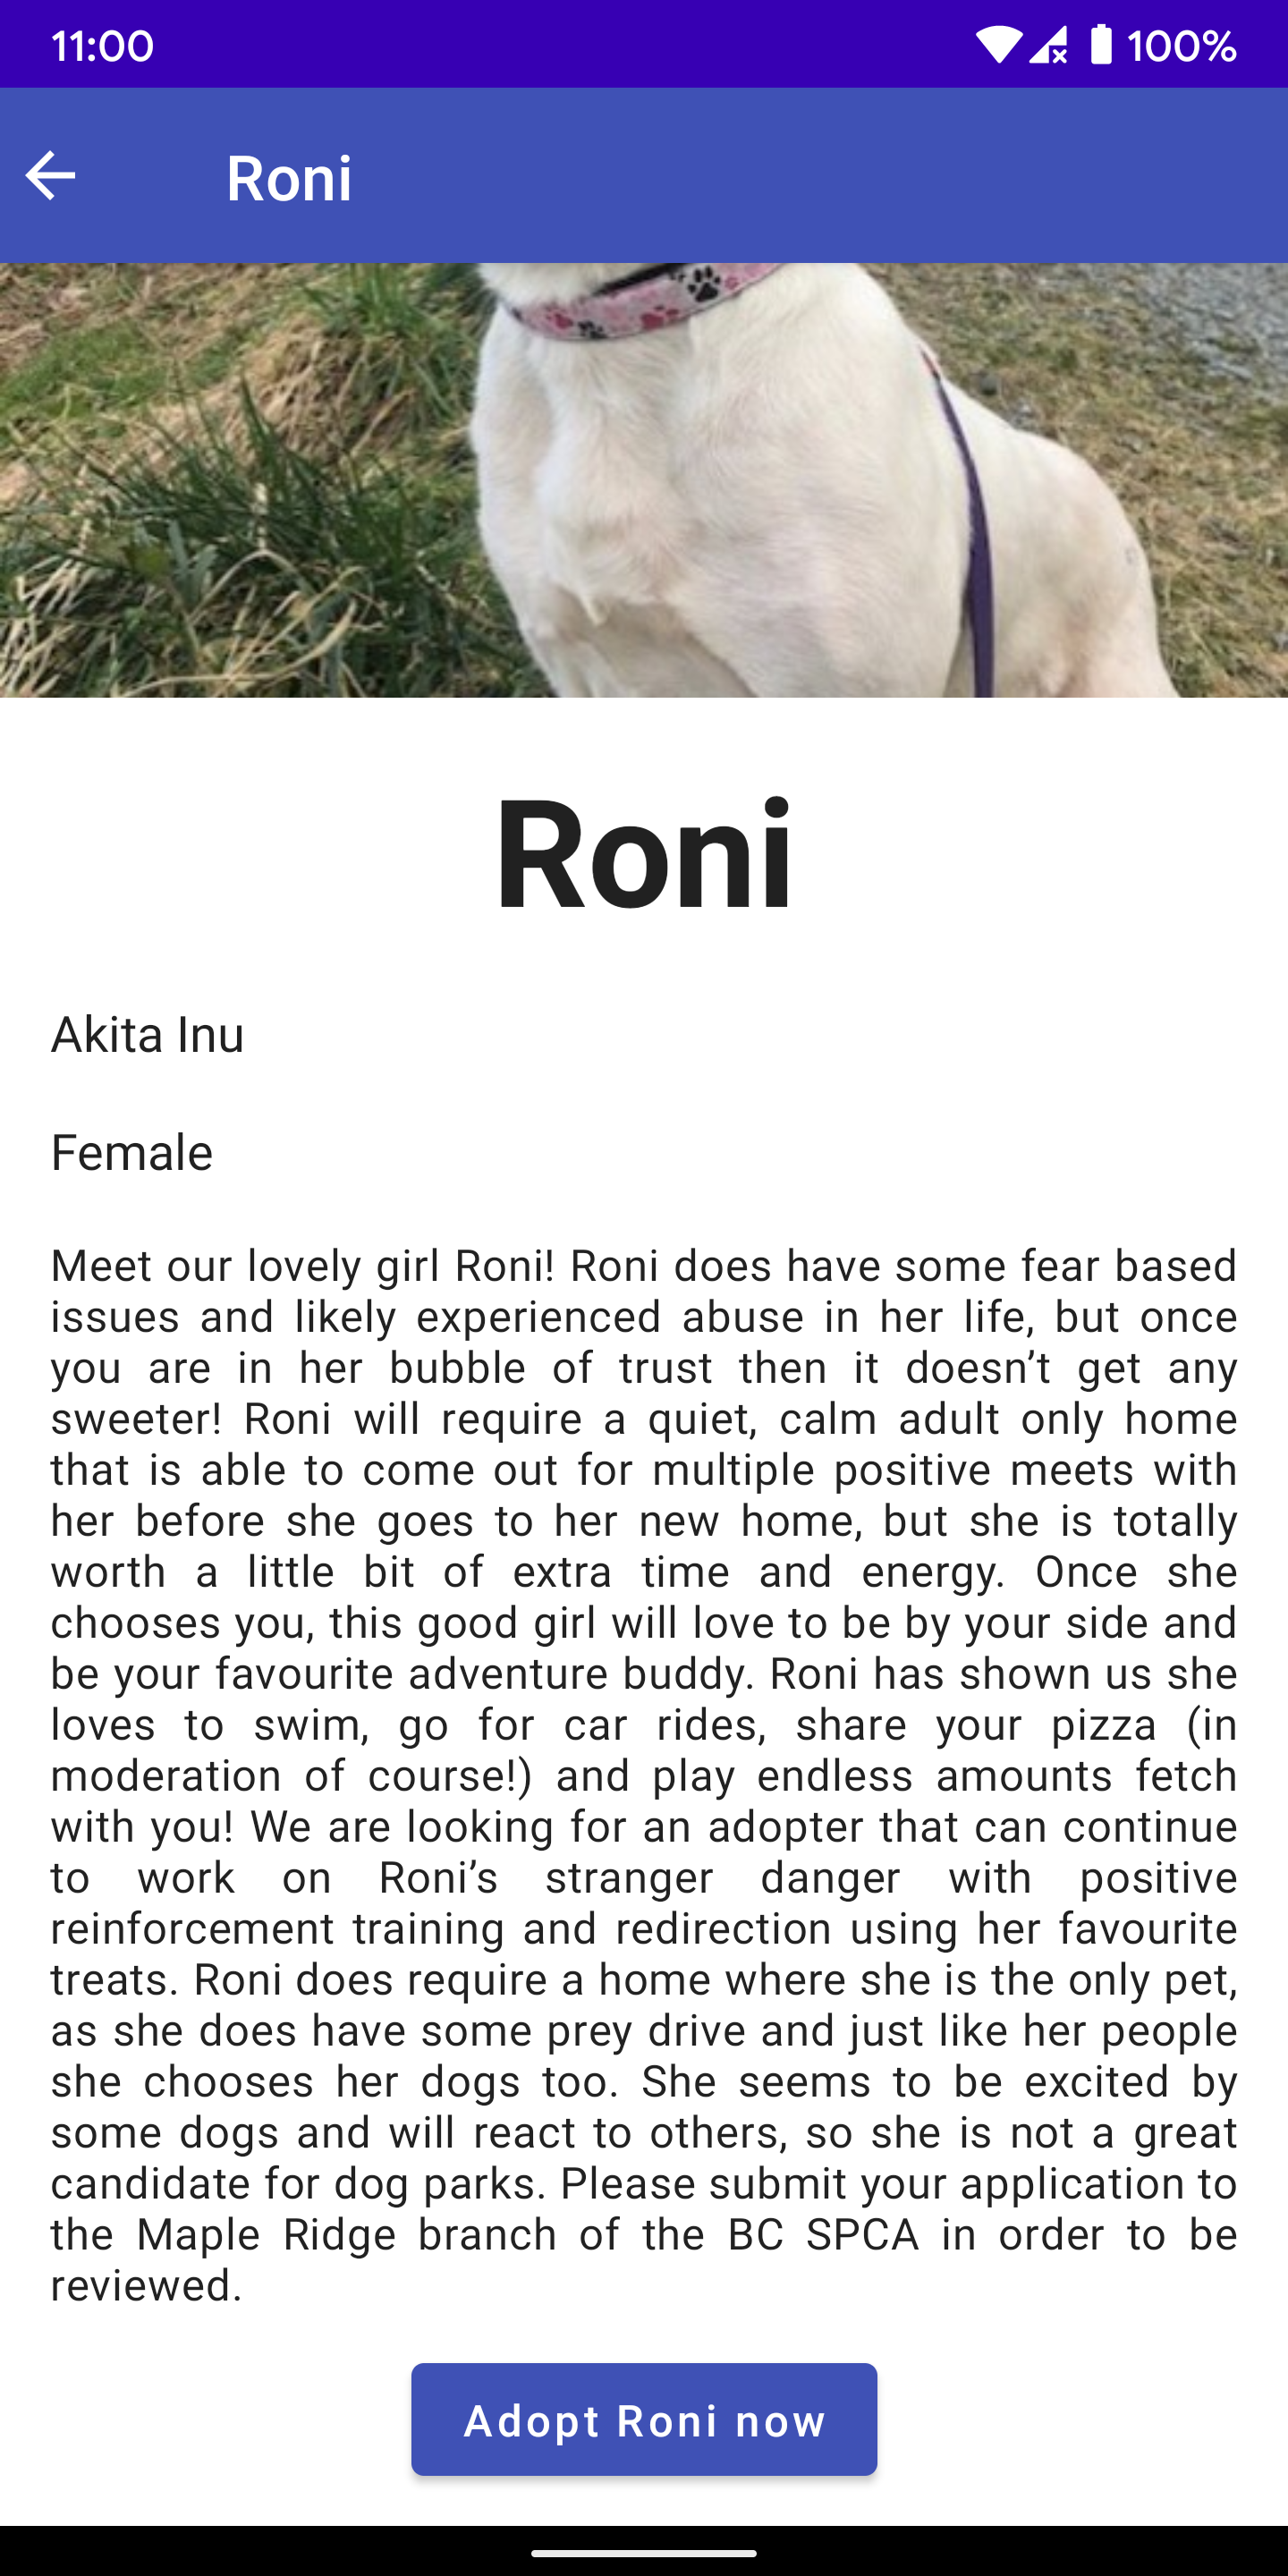 11:00
100%
Roni
Roni
Akita Inu
Female
Meet our lovely girl Roni! Roni does have some fear based
issues and likely experienced abuse in her life, but once
you are in her bubble of trust then it doesn’t get any
sweeter! Roni will require a quiet, calm adult only home
that is able to come out for multiple positive meets with
her before she goes to her new home, but she is totally
worth a little bit of extra time and energy. Once she
chooses you, this good girl will love to be by your side and
be your favourite adventure buddy. Roni has shown us she
loves to swim, go for car rides, share your pizza (in
moderation of course!) and play endless amounts fetch
with you! We are looking for an adopter that can continue
to work on Roni’s stranger danger with positive
reinforcement training and redirection using her favourite
treats. Roni does require a home where she is the only pet,
as she does have some prey drive and just like her people
she chooses her dogs too. She seems to be excited by
some dogs and will react to others, so she is not a great
candidate for dog parks. Please submit your application to
the Maple Ridge branch of the BC SPCA in order to be
reviewed.
Adopt Roni now